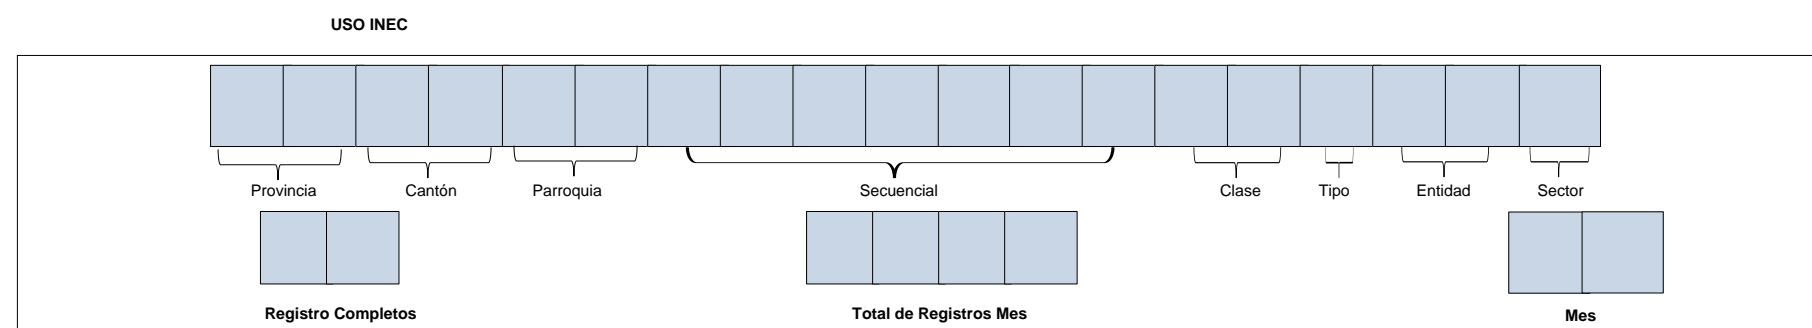 USO INEC
Provincia Cantón Parroquia Secuencial Clase Tipo Entidad Sector
Registro Completos Total de Registros Mes Mes